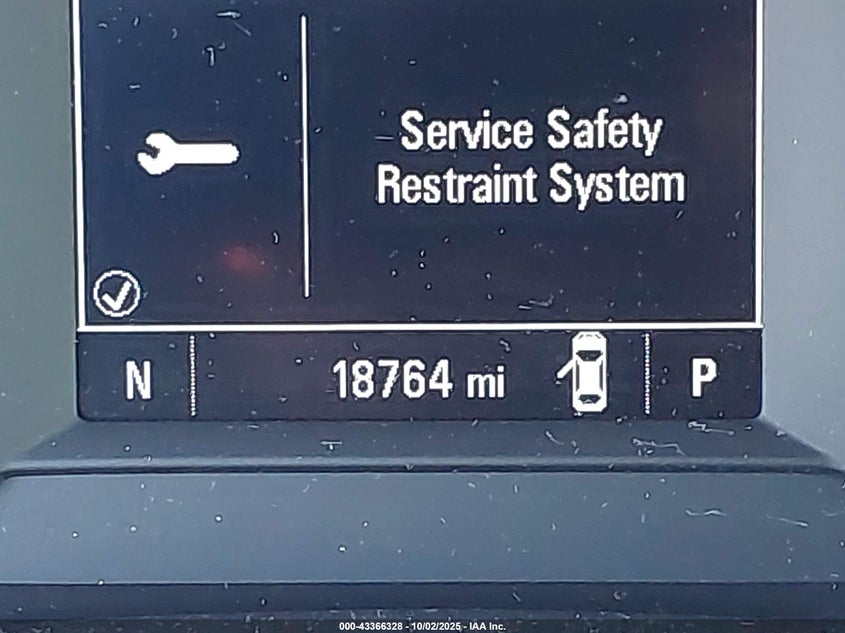 Service Safety
Restraint System
N 18764 mi P
000-43366328 - 10/02/2025 - IAA Inc.